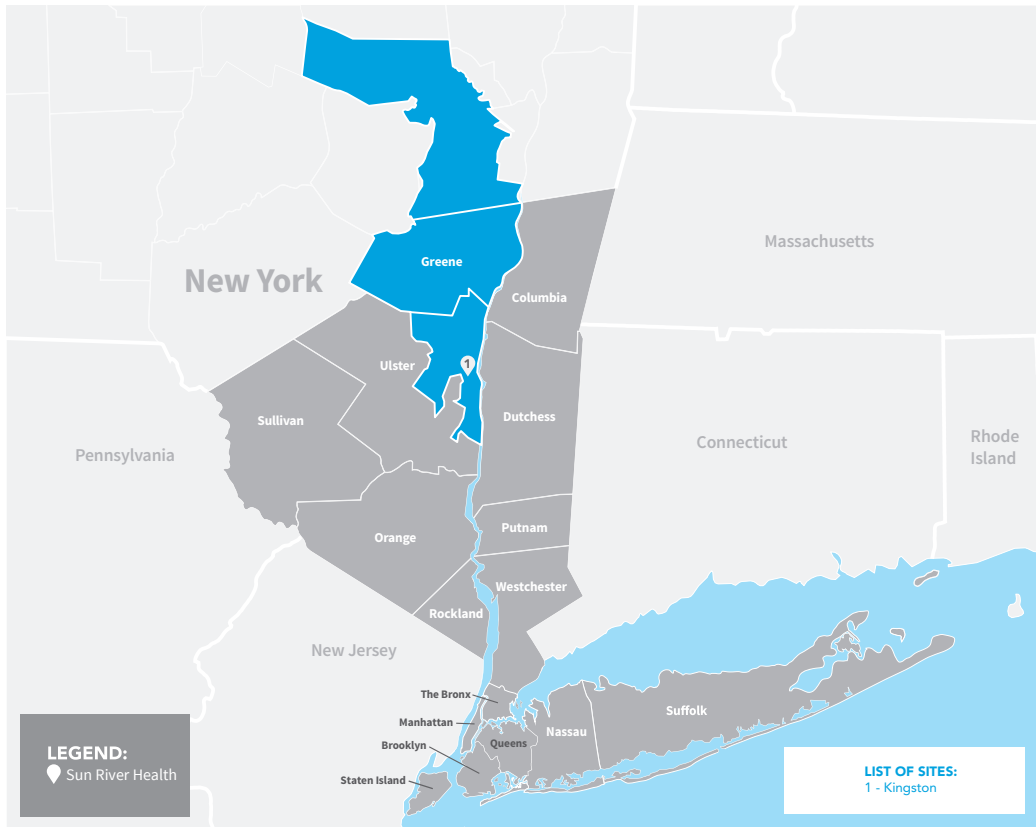 Massachusetts
Greene
New York
Columbia
1
Ulster
Dutchess
Sullivan
Rhode
Island
Connecticut
Pennsylvania
Putnam
Orange
Westchester
Rockland
New Jersey
The Bronx
Suffolk
Manhattan
Nassau
Queens
Brooklyn
Staten Island
LEGEND:
Sun River Health
LIST OF SITES:
1 - Kingston